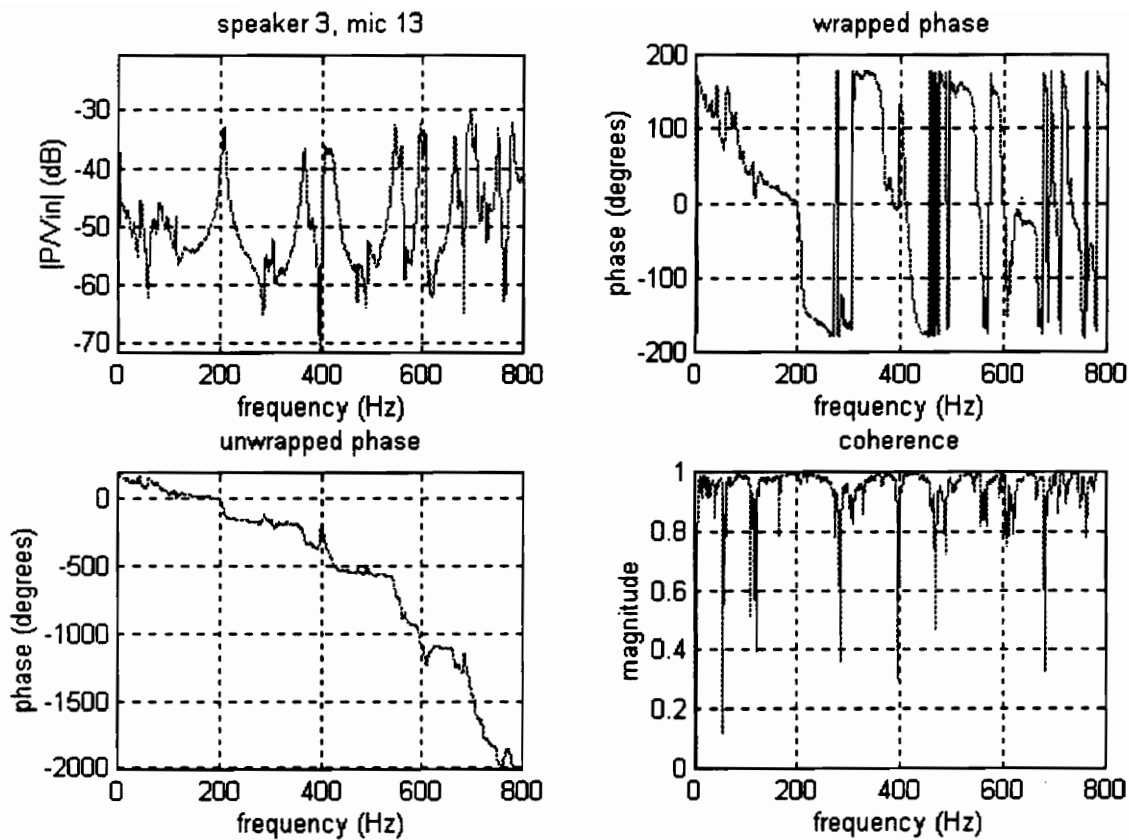 speaker 3, mic 13
|P/Vin| (dB)
-30
-40
-50
-60
-70
0 200 400 600 800
frequency (Hz)
wrapped phase
phase (degrees)
200
100
0
-100
-200
0 200 400 600 800
frequency (Hz)
unwrapped phase
phase (degrees)
0
-500
-1000
-1500
-2000
0 200 400 600 800
frequency (Hz)
coherence
magnitude
1
0.8
0.6
0.4
0.2
0
0 200 400 600 800
frequency (Hz)